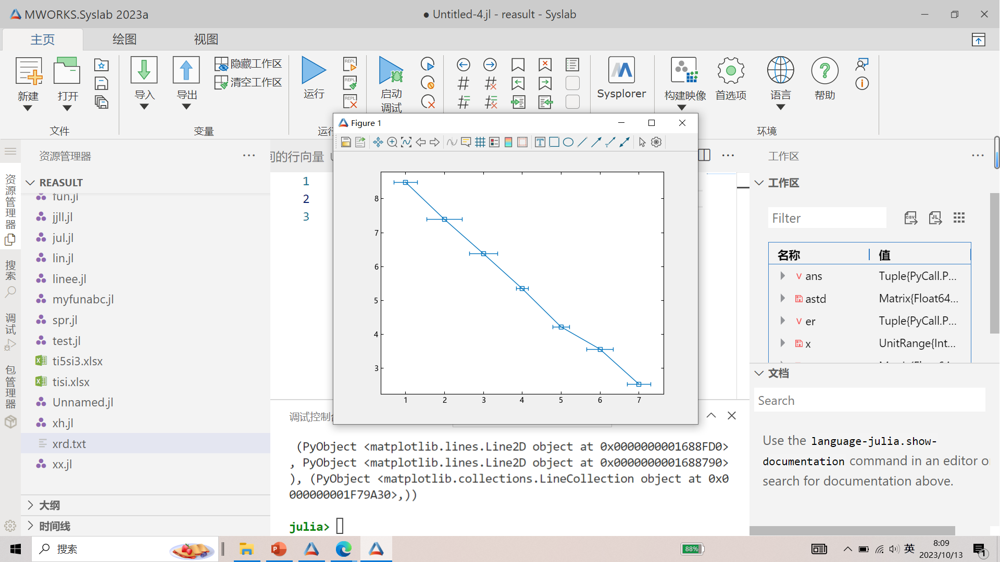 MWORKS.Syslab 2023a
● Untitled-4.jl - reasult - Syslab
主页
绘图
视图
新建
打开
文件
导入
导出
隐藏工作区
清空工作区
变量
运行
REPL
REPL
REPL
启动
调试
Sysplorer
构建映像
首选项
语言
帮助
环境
资源管理器
搜索
调试
包管理器
资源管理器
REASULT
fun.jl
jjll.jl
jul.jl
lin.jl
linee.jl
myfunabc.jl
spr.jl
test.jl
ti5si3.xlsx
tisi.xlsx
Unnamed.jl
xh.jl
xrd.txt
xx.jl
大纲
时间线
间的行向量
1
2
3
Figure 1
8
7
6
5
4
3
1 2 3 4 5 6 7
调试控制台
(PyObject <matplotlib.lines.Line2D object at 0x0000000001688FD0>
, PyObject <matplotlib.lines.Line2D object at 0x0000000001688790>
), (PyObject <matplotlib.collections.LineCollection object at 0x0
000000001F79A30>,))
julia>
工作区
工作区
Filter
CSV
JL
名称 值
ans Tuple{PyCall.P...
astd Matrix{Float64...
er Tuple{PyCall.P...
x UnitRange{Int...
文档
Search
Use the language-julia.show-
documentation command in an editor or
search for documentation above.
搜索
88%
英
8:09
2023/10/13
1